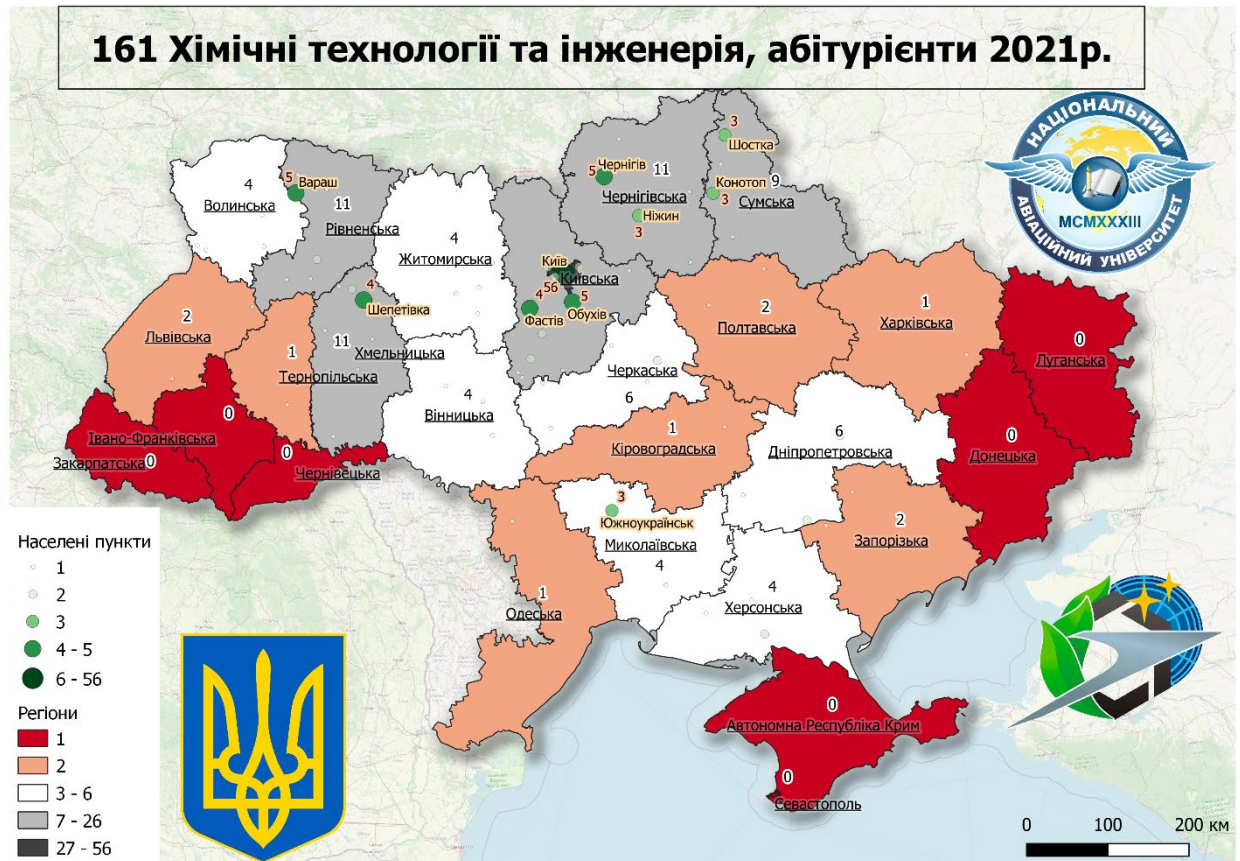 161 Хімічні технології та інженерія, абітурієнти 2021р.
НАЦІОНАЛЬНИЙ
MCMXXXIII
АВІАЦІЙНИЙ УНІВЕРСИТЕТ
3
Шостка
Чернігів
5
11
Чернігівська
Конотоп
9
3
Сумська
Ніжин
3
4
Волинська
5
Вараш
11
Рівненська
4
Житомирська
Київ
Київська
4
56
5
Фастів
Обухів
4
Шепетівка
11
Хмельницька
2
Львівська
1
Тернопільська
2
Полтавська
1
Харківська
0
Луганська
Черкаська
6
4
Вінницька
0
Івано-Франківська
Закарпатська
0
0
Чернівецька
1
Кіровоградська
6
Дніпропетровська
0
Донецька
3
Южноукраїнськ
Миколаївська
4
2
Запорізька
1
Одеська
4
Херсонська
0
Автономна Республіка Крим
0
Севастополь
Населені пункти
1
2
3
4 - 5
6 - 56
Регіони
1
2
3 - 6
7 - 26
27 - 56
0 100 200 км